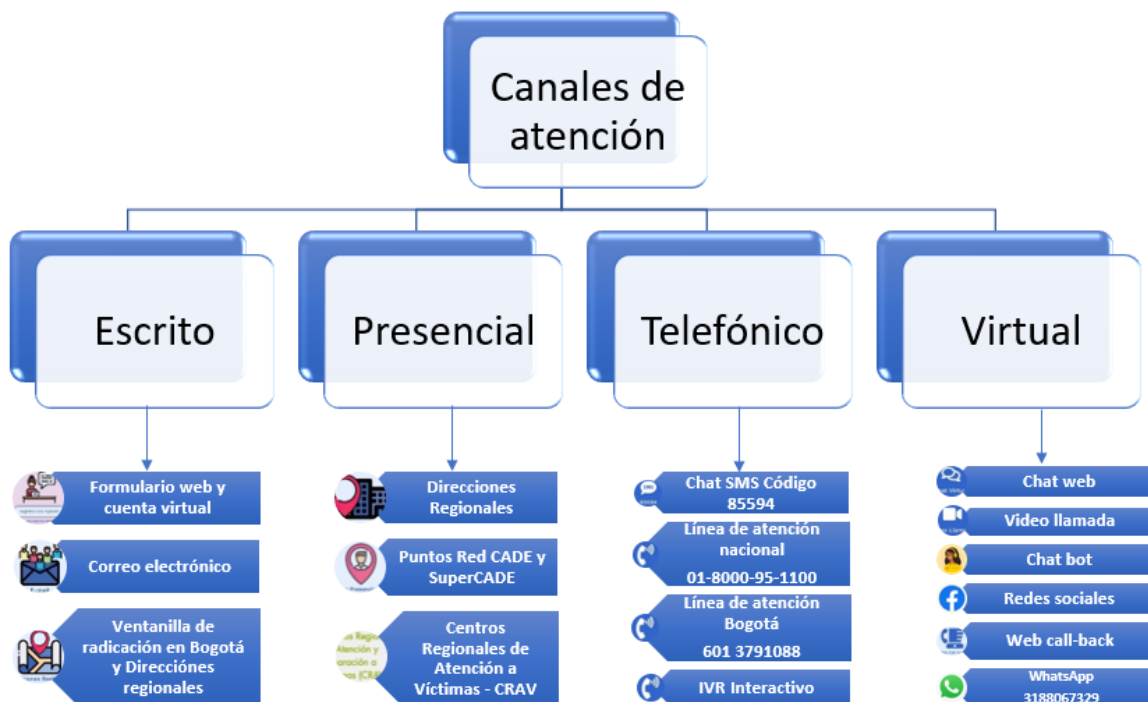 Canales de
atención
Escrito
Presencial
Telefónico
Virtual
Formulario web y
cuenta virtual
Correo electrónico
Ventanilla de
radicación en Bogotá
y Direcciónes
regionales
Direcciones
Regionales
Puntos Red CADE y
SuperCADE
Centros
Regionales de
Atención a
Víctimas - CRAV
Chat SMS Código
85594
Línea de atención
nacional
01-8000-95-1100
Línea de atención
Bogotá
601 3791088
IVR Interactivo
Chat web
Video llamada
Chat bot
Redes sociales
Web call-back
WhatsApp
3188067329